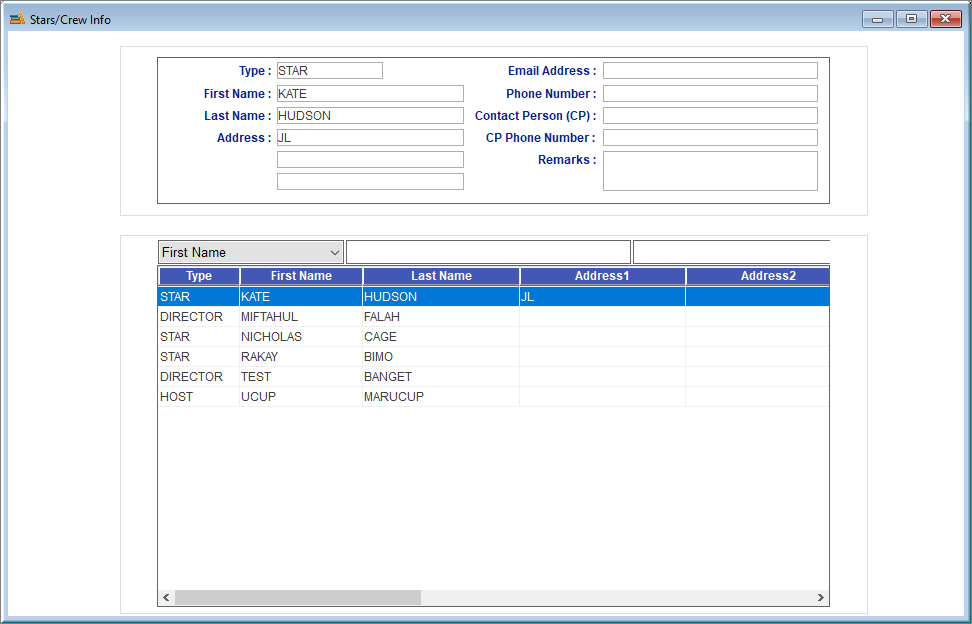 Stars/Crew Info
Type : STAR
First Name : KATE
Last Name : HUDSON
Address : JL
Email Address :
Phone Number :
Contact Person (CP) :
CP Phone Number :
Remarks :
First Name
Type First Name Last Name Address1 Address2
STAR KATE HUDSON JL
DIRECTOR MIFTAHUL FALAH
STAR NICHOLAS CAGE
STAR RAKAY BIMO
DIRECTOR TEST BANGET
HOST UCUP MARUCUP